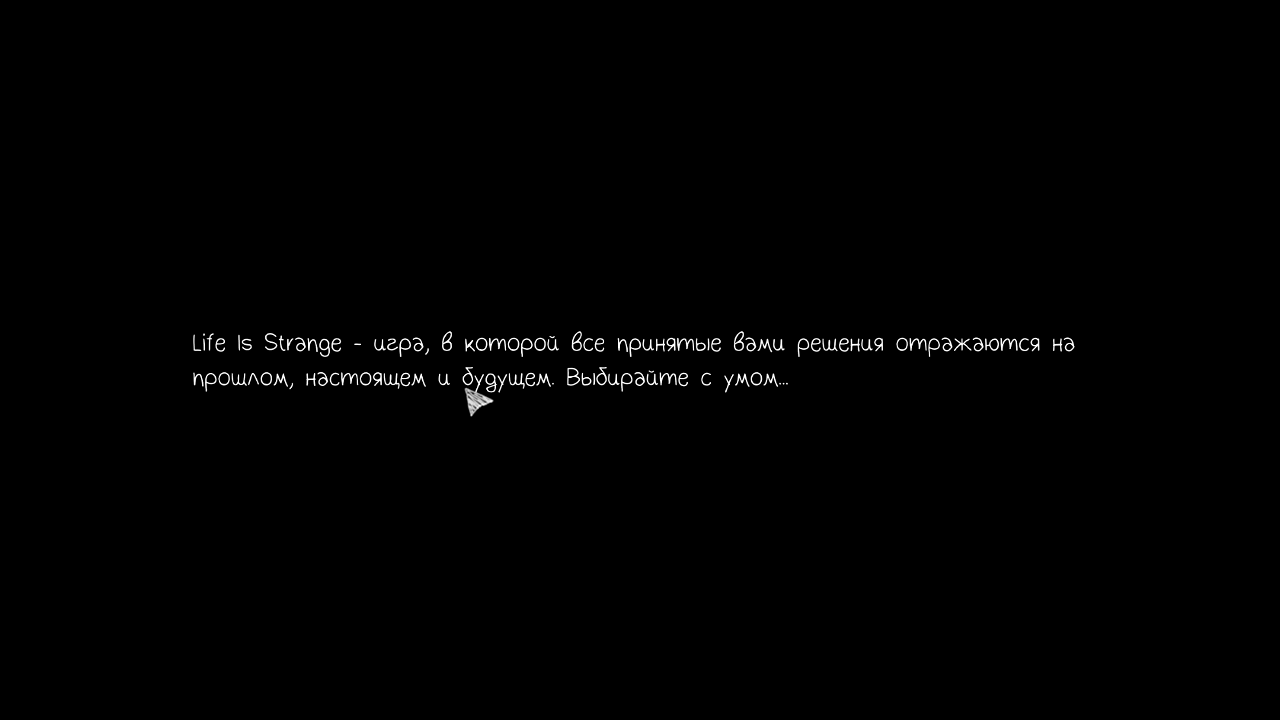 Life Is Strange - игра, в которой все принятые вами решения отражаются на
прошлом, настоящем и будущем. Выбирайте с умом...